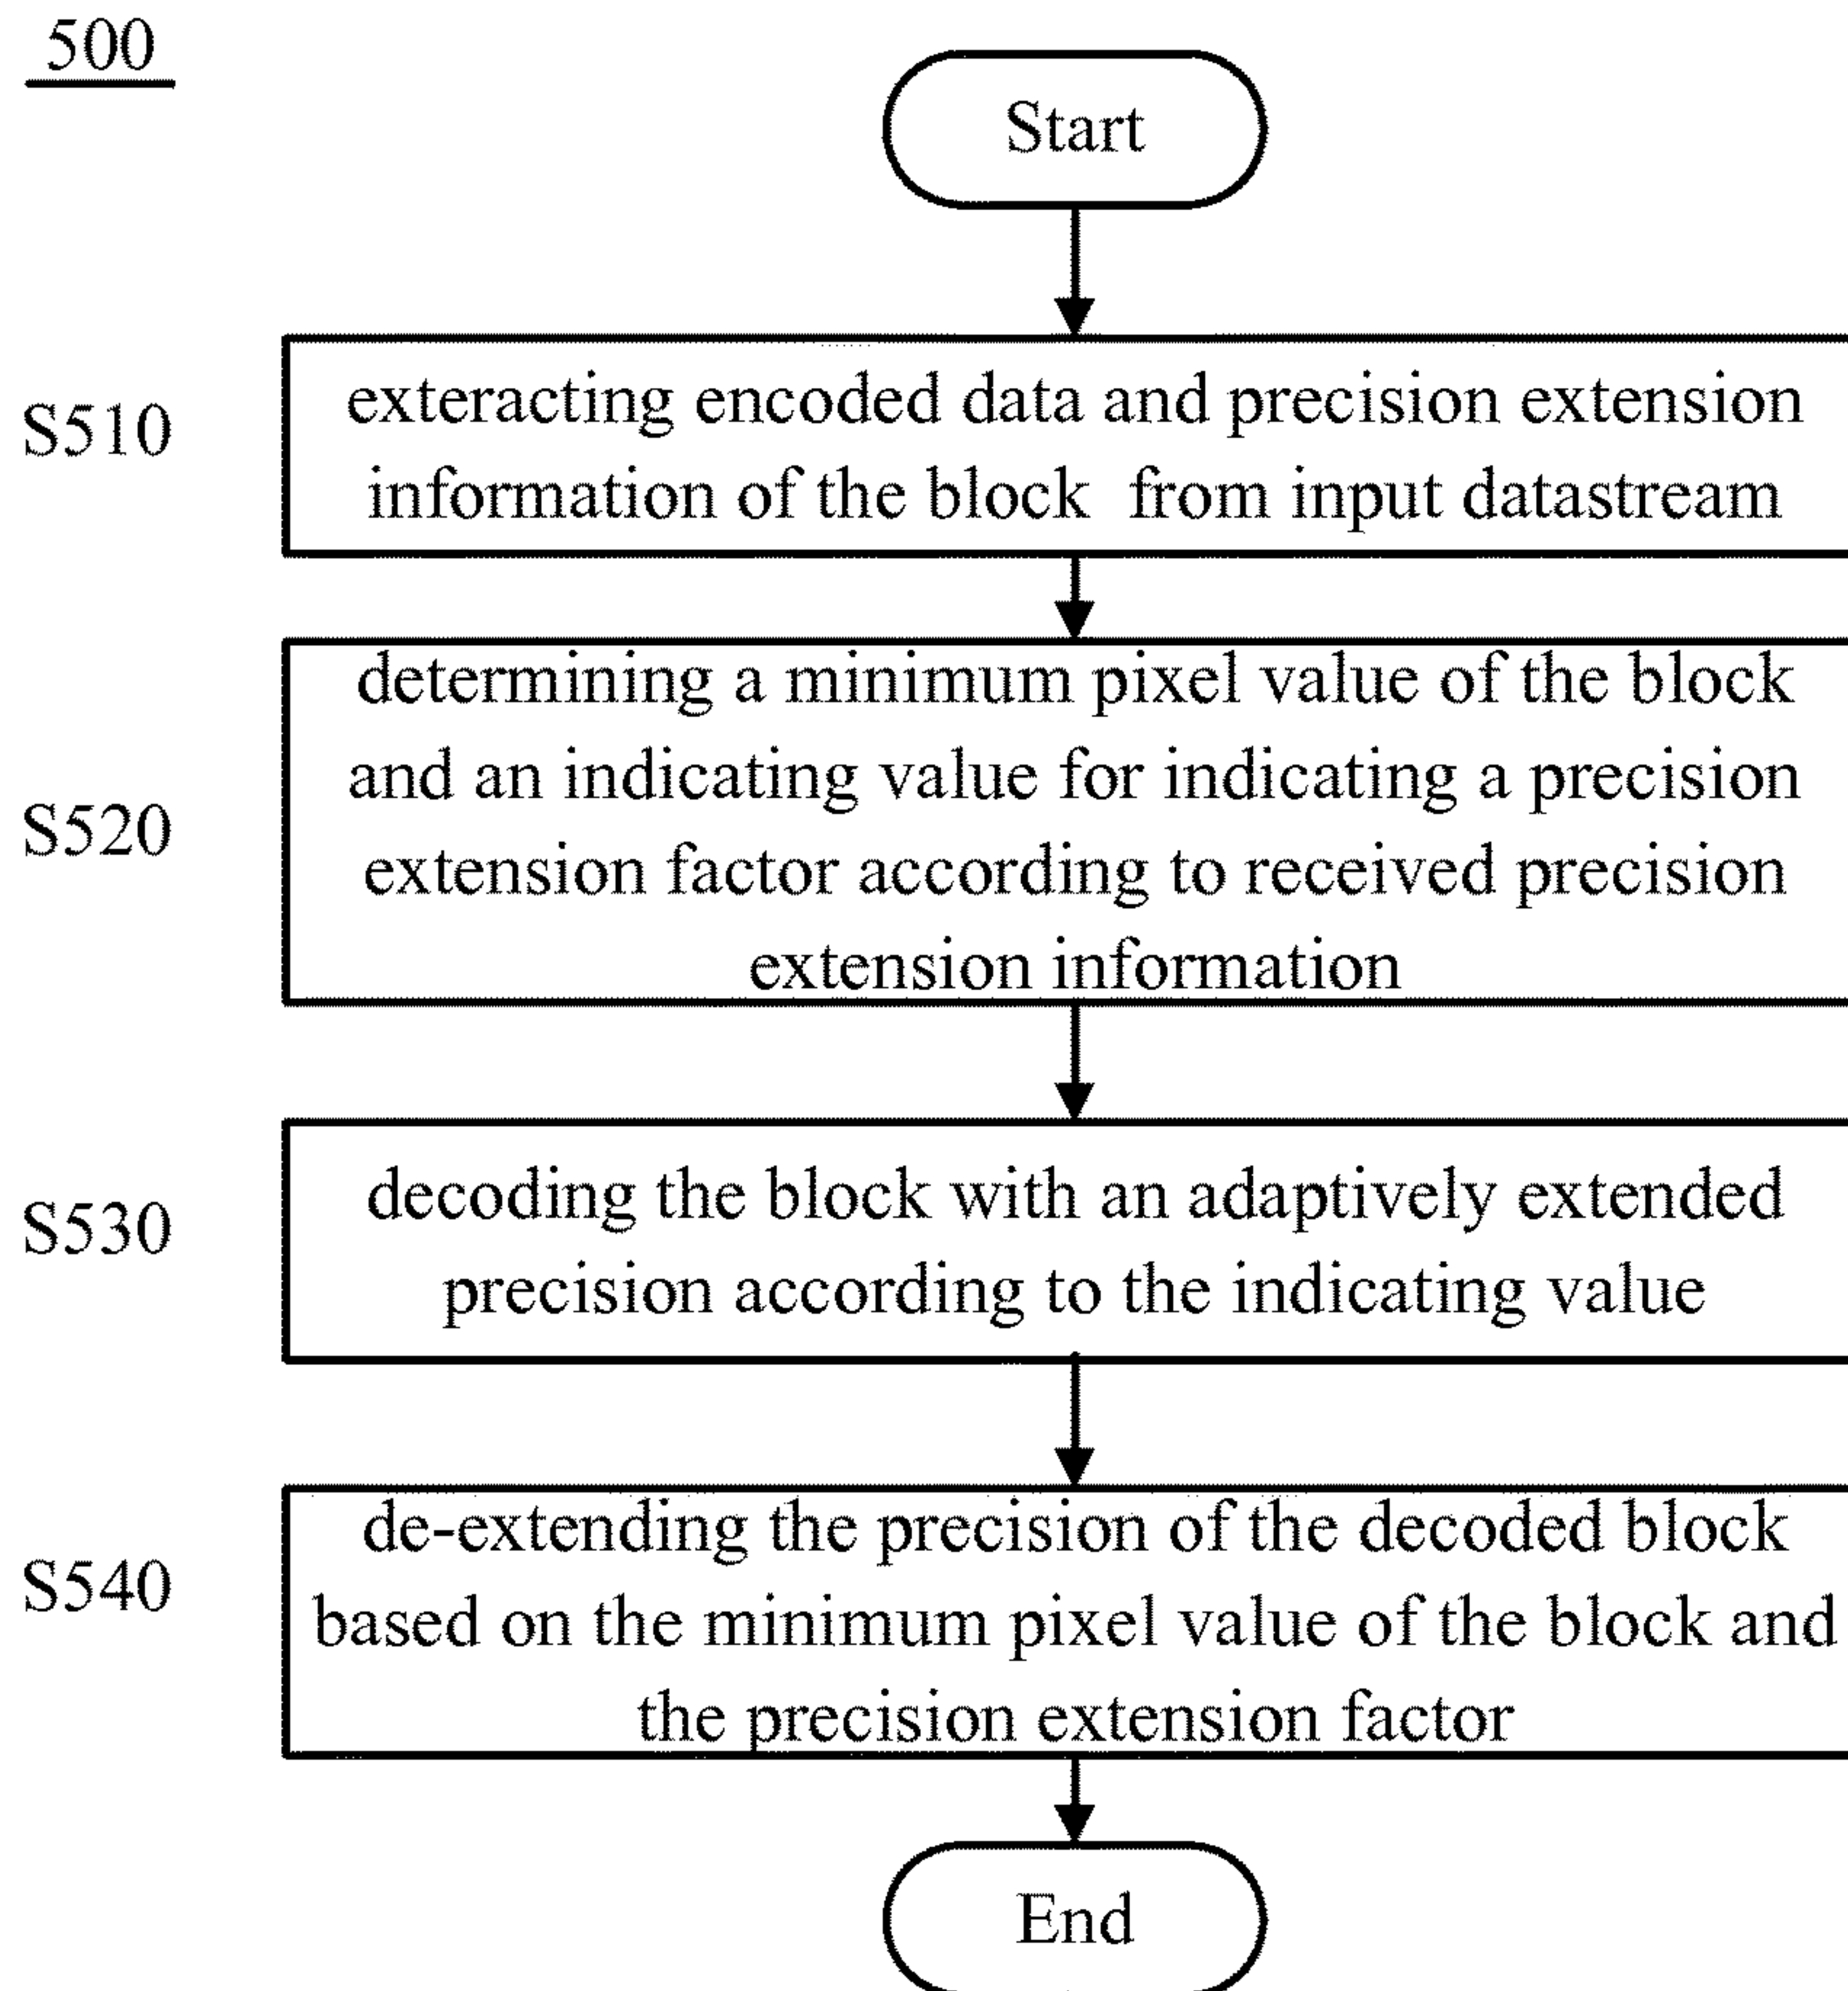 500
Start
S510
exteracting encoded data and precision extension
information of the block from input datastream
S520
determining a minimum pixel value of the block
and an indicating value for indicating a precision
extension factor according to received precision
extension information
S530
decoding the block with an adaptively extended
precision according to the indicating value
S540
de-extending the precision of the decoded block
based on the minimum pixel value of the block and
the precision extension factor
End